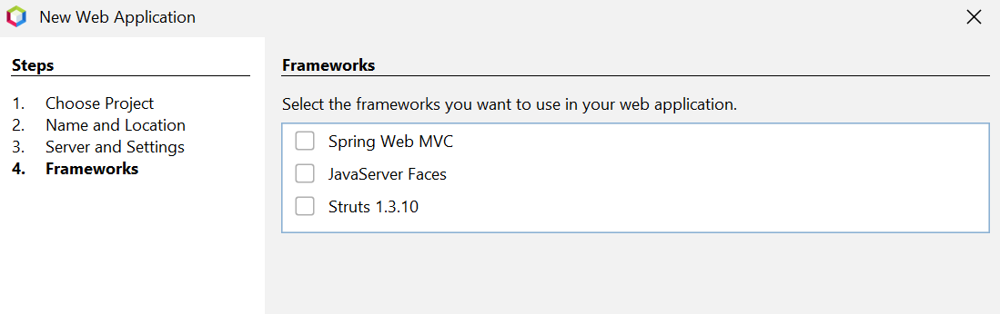 New Web Application
Steps
1. Choose Project
2. Name and Location
3. Server and Settings
4. Frameworks
Frameworks
Select the frameworks you want to use in your web application.
Spring Web MVC
JavaServer Faces
Struts 1.3.10